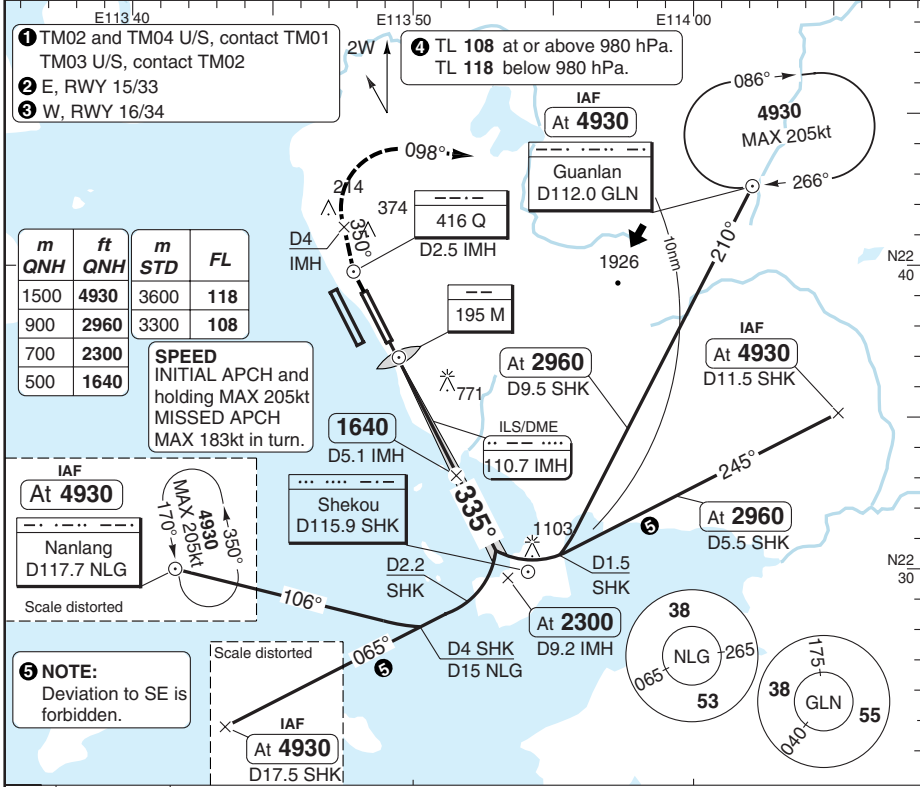 E113 40
E113 50
E114 00
1 TM02 and TM04 U/S, contact TM01
TM03 U/S, contact TM02
2 E, RWY 15/33
3 W, RWY 16/34
2W
4 TL 108 at or above 980 hPa.
TL 118 below 980 hPa.
IAF
At 4930
Guanlan
D112.0 GLN
086°
4930
MAX 205kt
266°
098°
214
374
350°
D4
IMH
416 Q
D2.5 IMH
1926
10nm
210°
N22
40
m QNH ft QNH m STD FL
1500 4930 3600 118
900 2960 3300 108
700 2300
500 1640
195 M
SPEED
INITIAL APCH and
holding MAX 205kt
MISSED APCH
MAX 183kt in turn.
771
At 2960
D9.5 SHK
IAF
At 4930
D11.5 SHK
1640
D5.1 IMH
ILS/DME
110.7 IMH
245°
335°
IAF
At 4930
Nanlang
D117.7 NLG
Scale distorted
4930
MAX 205kt
170°
350°
Shekou
D115.9 SHK
1103
5
At 2960
D5.5 SHK
D2.2
SHK
D1.5
SHK
N22
30
106°
At 2300
D9.2 IMH
Scale distorted
065°
5
D4 SHK
D15 NLG
5 NOTE:
Deviation to SE is
forbidden.
IAF
At 4930
D17.5 SHK
38
NLG
265
065
53
175
38
GLN
55
040